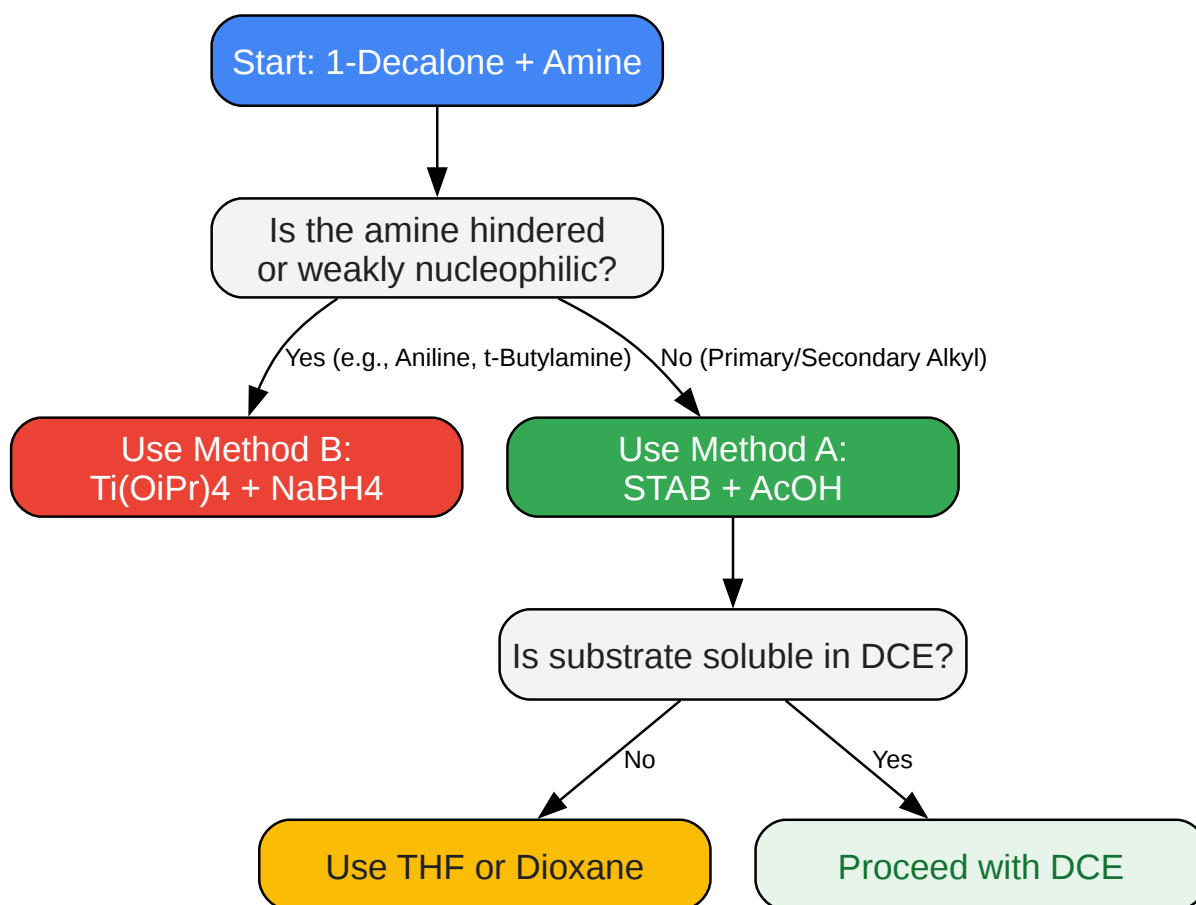 Start: 1-Decalone + Amine
Is the amine hindered
or weakly nucleophilic?
Yes (e.g., Aniline, t-Butylamine)
No (Primary/Secondary Alkyl)
Use Method B:
Ti(OiPr)4 + NaBH4
Use Method A:
STAB + AcOH
Is substrate soluble in DCE?
No
Yes
Use THF or Dioxane
Proceed with DCE